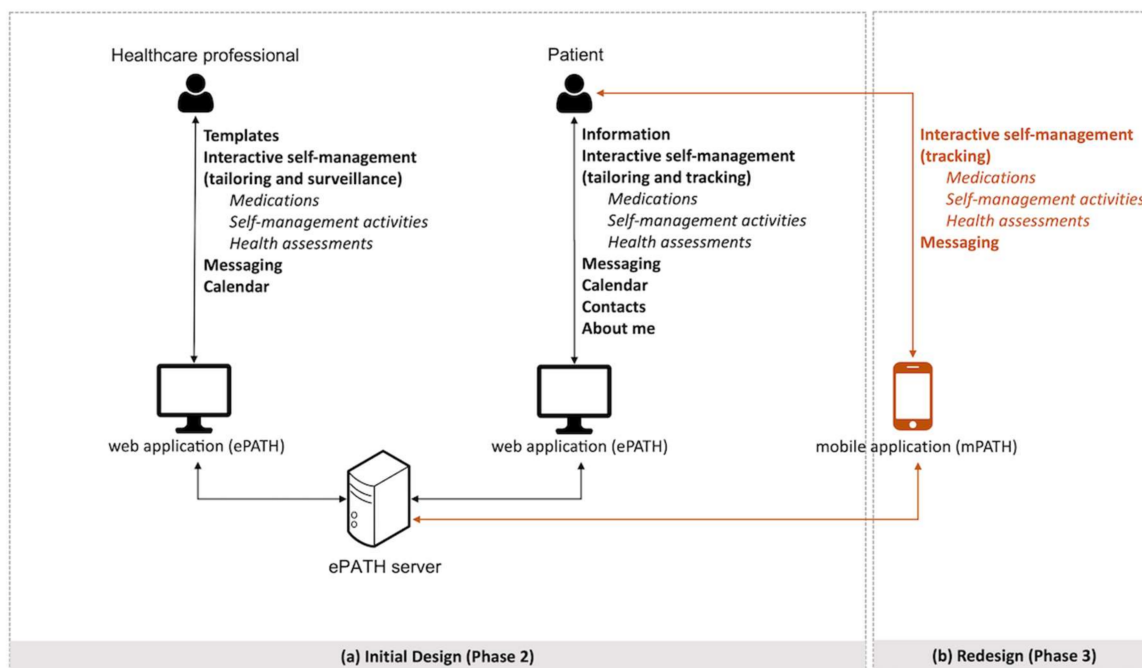 Healthcare professional
Templates
Interactive self-management
(tailoring and surveillance)
Medications
Self-management activities
Health assessments
Messaging
Calendar
web application (ePATH)
Patient
Information
Interactive self-management
(tailoring and tracking)
Medications
Self-management activities
Health assessments
Messaging
Calendar
Contacts
About me
web application (ePATH)
ePATH server
Interactive self-management
(tracking)
Medications
Self-management activities
Health assessments
Messaging
mobile application (mPATH)
(a) Initial Design (Phase 2)
(b) Redesign (Phase 3)